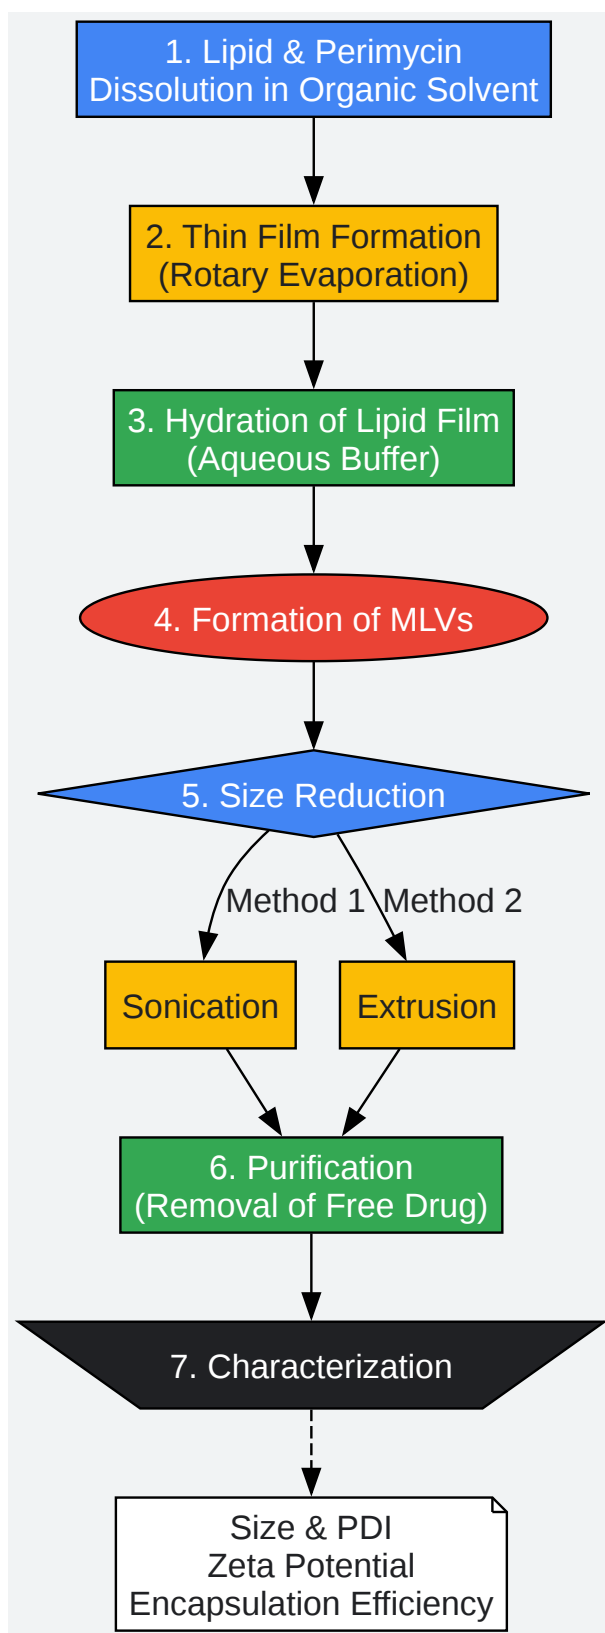 1. Lipid & Perimycin
Dissolution in Organic Solvent
2. Thin Film Formation
(Rotary Evaporation)
3. Hydration of Lipid Film
(Aqueous Buffer)
4. Formation of MLVs
5. Size Reduction
Method 1
Method 2
Sonication
Extrusion
6. Purification
(Removal of Free Drug)
7. Characterization
Size & PDI
Zeta Potential
Encapsulation Efficiency